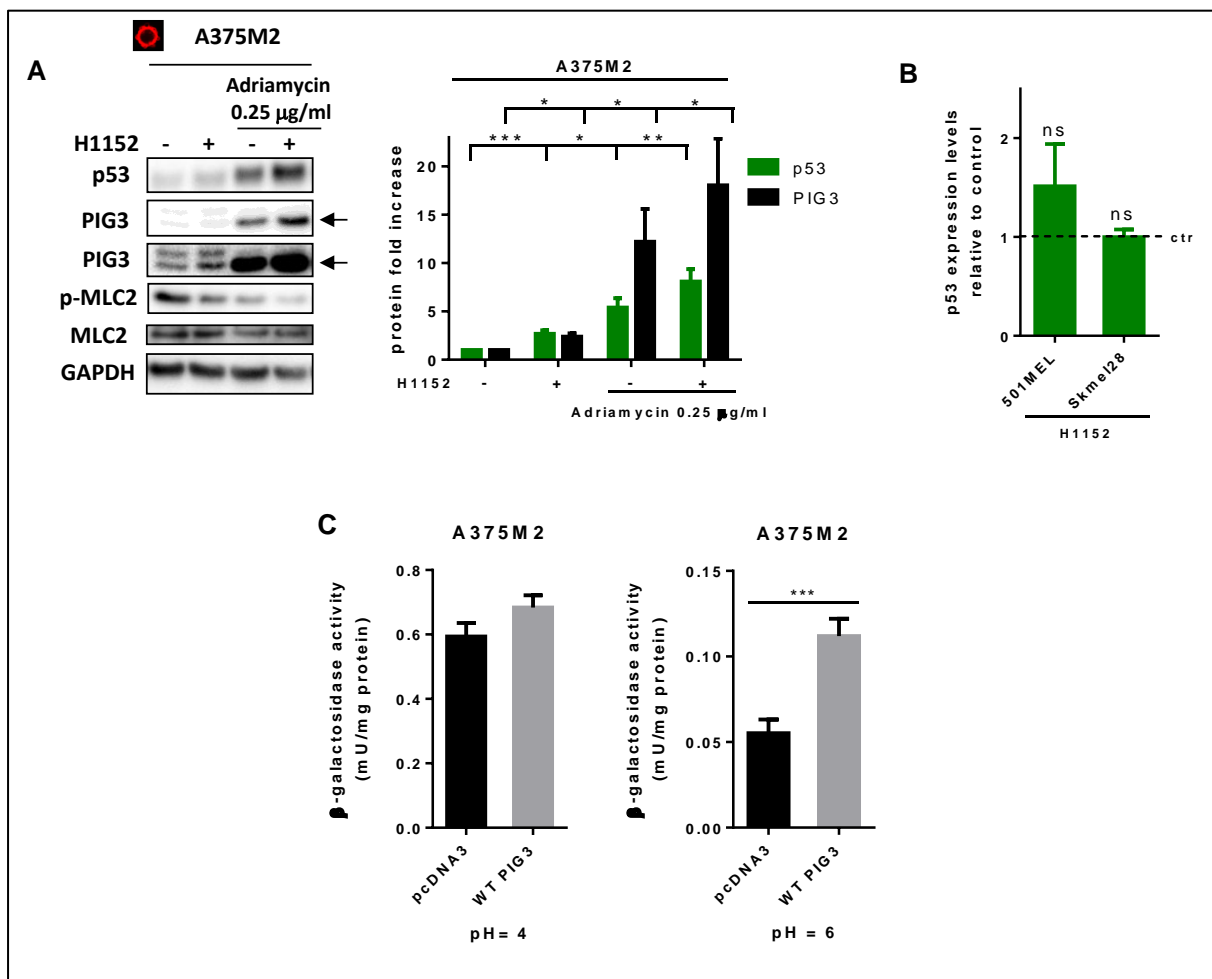 A375M2
A
Adriamycin
0.25 μg/ml
H1152 - + - +
p53
PIG3
PIG3
p-MLC2
MLC2
GAPDH
A375M2
* * *
*** * **
protein fold increase
20
15
10
5
0
p53
PIG3
H1152 - + - +
Adriamycin 0.25 μg/ml
B
p53 expression levels
relative to control
2
1
0
ns
ns
ctr
501MEL
Skmel28
H1152
C
A375M2
β-galactosidase activity
(mU/mg protein)
0.8
0.6
0.4
0.2
0.0
pcDNA3
WT PIG3
pH = 4
A375M2
β-galactosidase activity
(mU/mg protein)
0.15
0.10
0.05
0.00
***
pcDNA3
WT PIG3
pH = 6